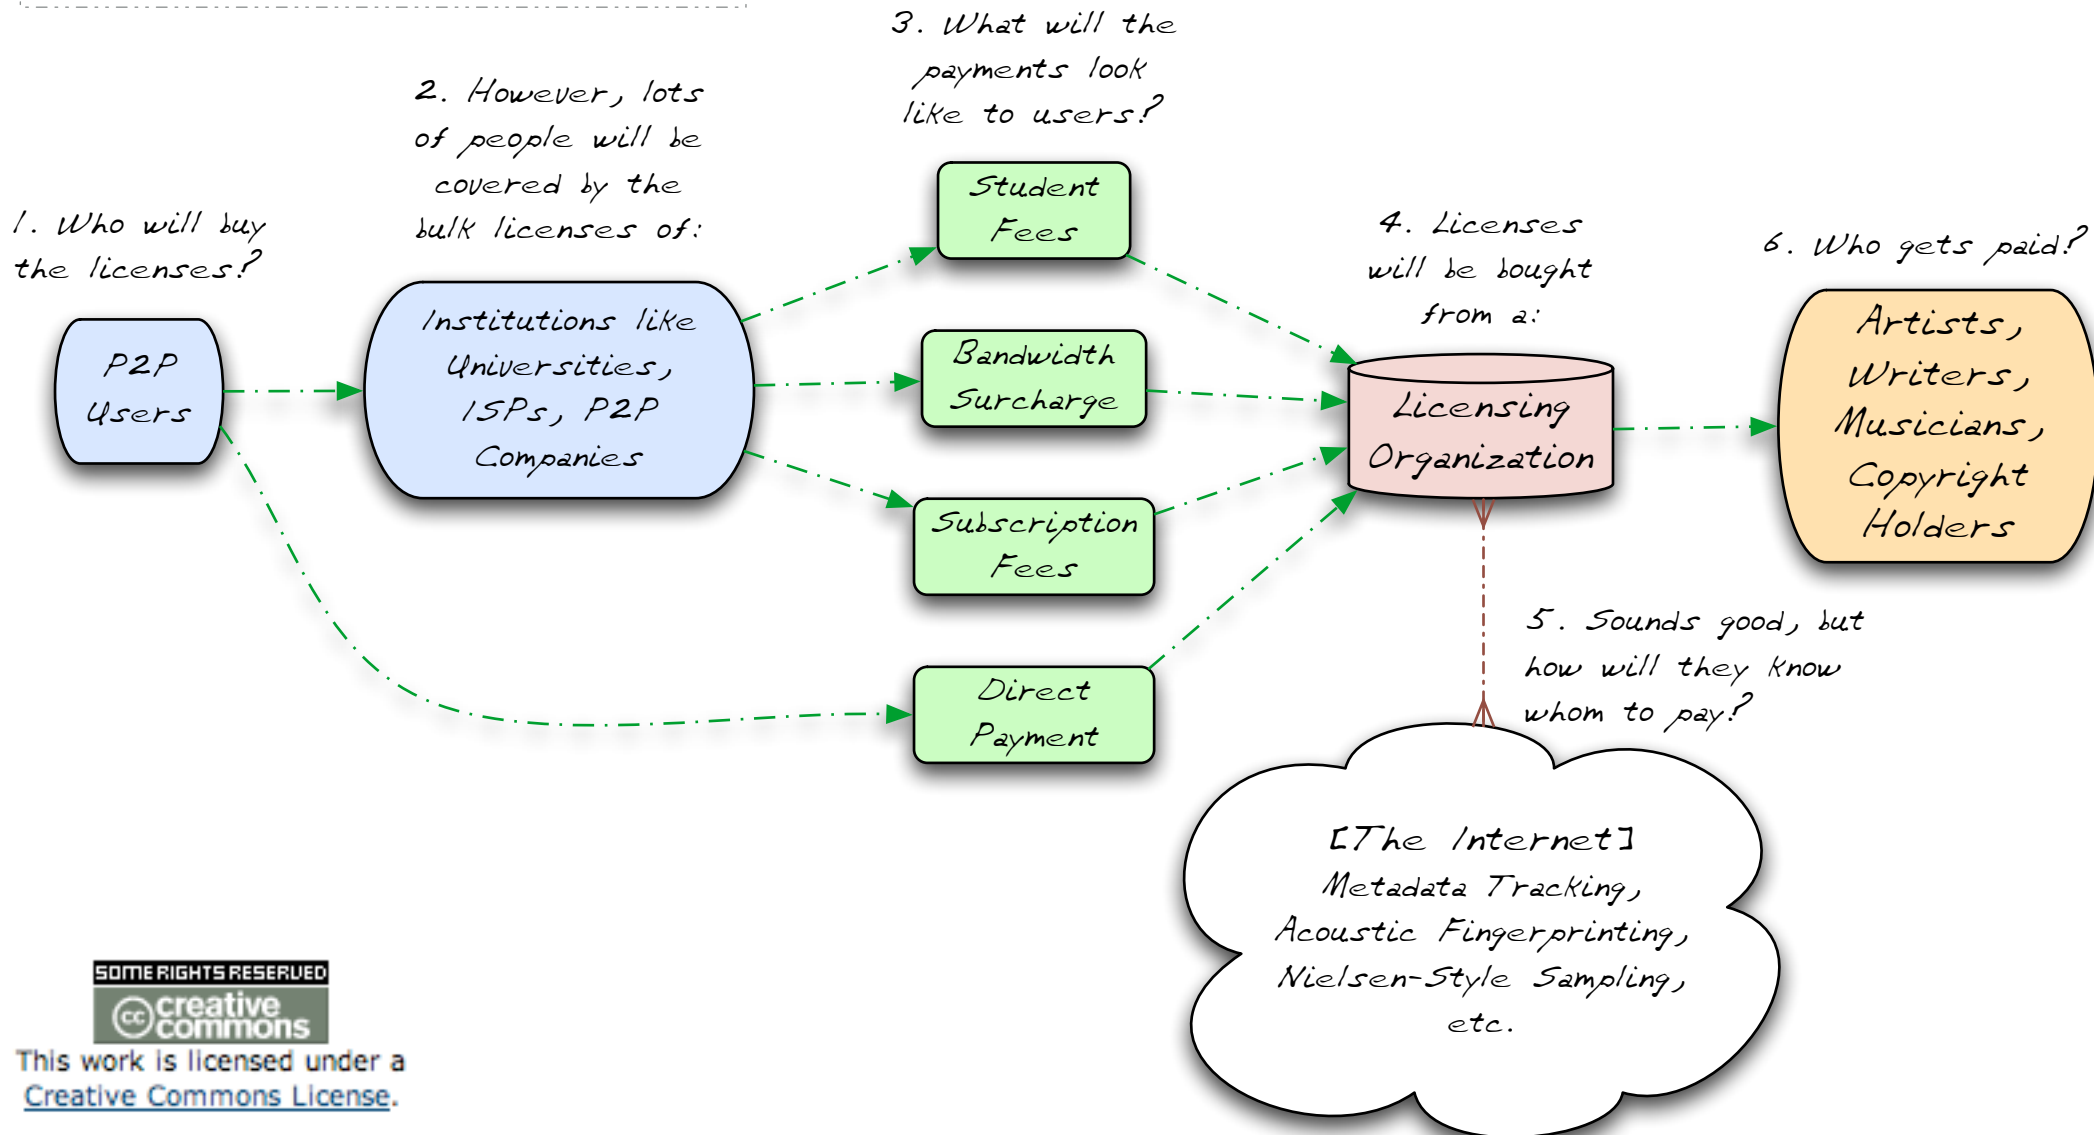 1. Who will buy
the licenses?
P2P
Users
2. However, lots
of people will be
covered by the
bulk licenses of:
Institutions like
Universities,
ISPs, P2P
Companies
3. What will the
payments look
like to users?
Student
Fees
Bandwidth
Surcharge
Subscription
Fees
Direct
Payment
4. Licenses
will be bought
from a:
Licensing
Organization
5. Sounds good, but
how will they know
whom to pay?
[The Internet]
Metadata Tracking,
Acoustic Fingerprinting,
Nielsen-Style Sampling,
etc.
6. Who gets paid?
Artists,
Writers,
Musicians,
Copyright
Holders
SOME RIGHTS RESERVED
cc creative
commons
This work is licensed under a
Creative Commons License.